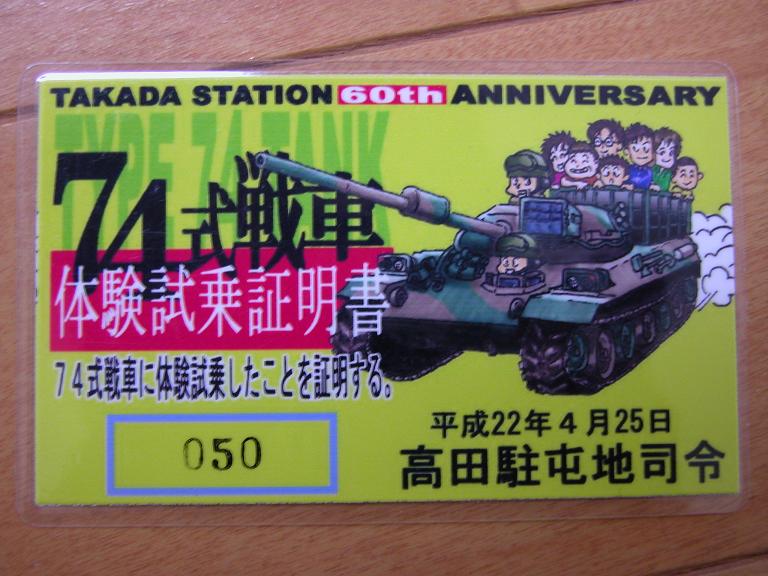 TAKADA STATION 60th ANNIVERSARY
TYPE 74 TANK
74式戦車
体験試乗証明書
74式戦車に体験試乗したことを証明する。
050
平成22年4月25日
高田駐屯地司令